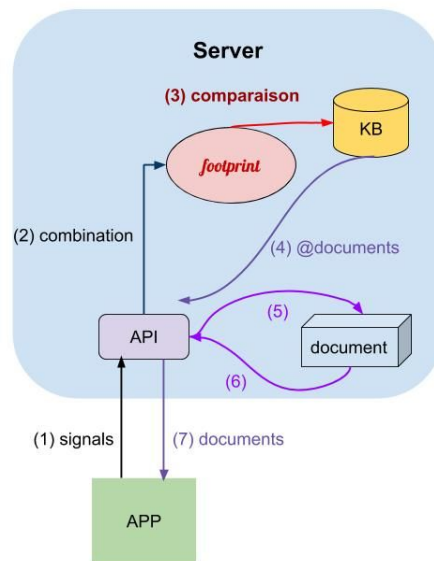 Server
(3) comparaison
KB
footprint
(2) combination
(4) @documents
(5)
API
document
(6)
(1) signals
(7) documents
APP